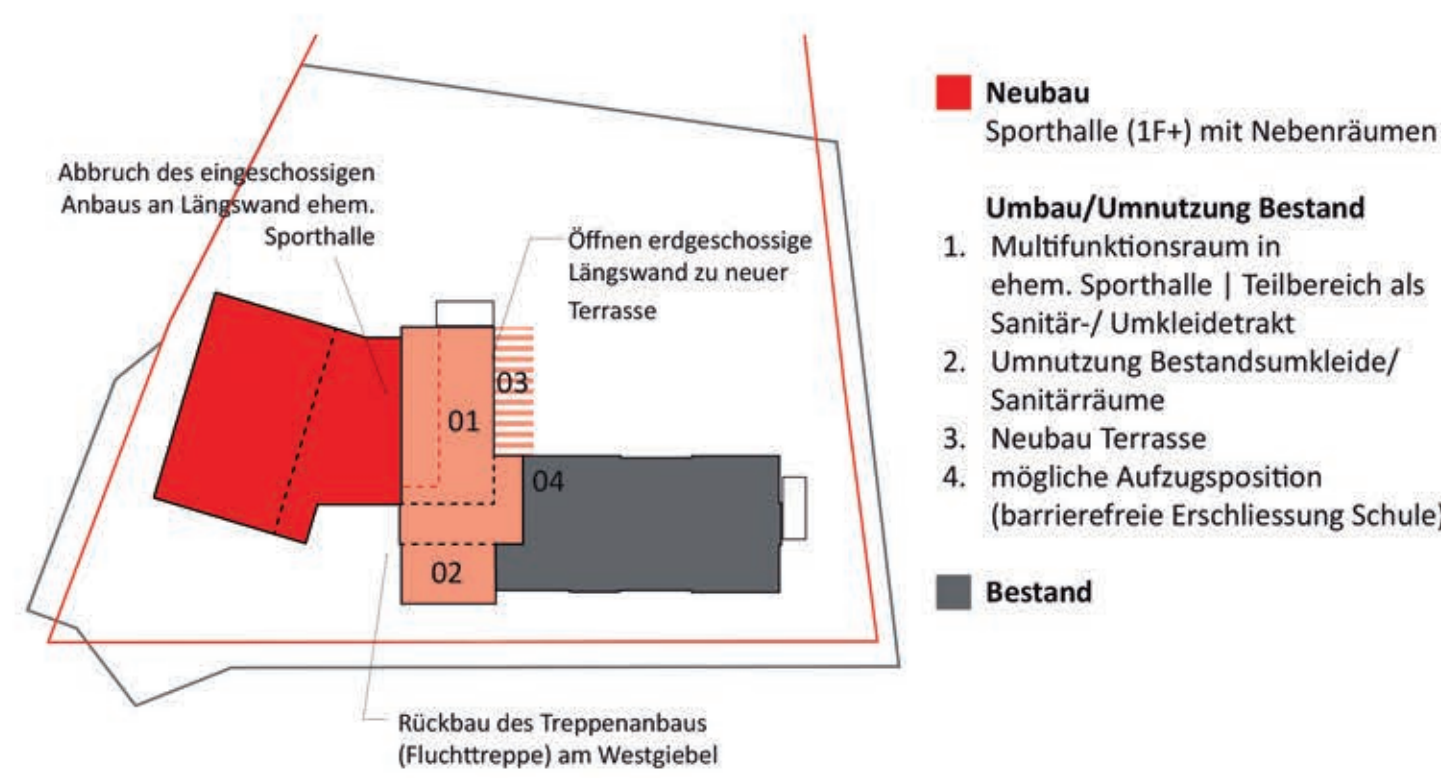 Abbruch des eingeschossigen
Anbaus an Längswand ehem.
Sporthalle
Öffnen erdgeschossige
Längswand zu neuer
Terrasse
03
01
04
02
Rückbau des Treppenanbaus
(Fluchttreppe) am Westgiebel
Neubau
Sporthalle (1F+) mit Nebenräumen
Umbau/Umnutzung Bestand
1. Multifunktionsraum in
ehem. Sporthalle | Teilbereich als
Sanitär-/ Umkleidetrakt
2. Umnutzung Bestandsumkleide/
Sanitärräume
3. Neubau Terrasse
4. mögliche Aufzugsposition
(barrierefreie Erschliessung Schule)
Bestand